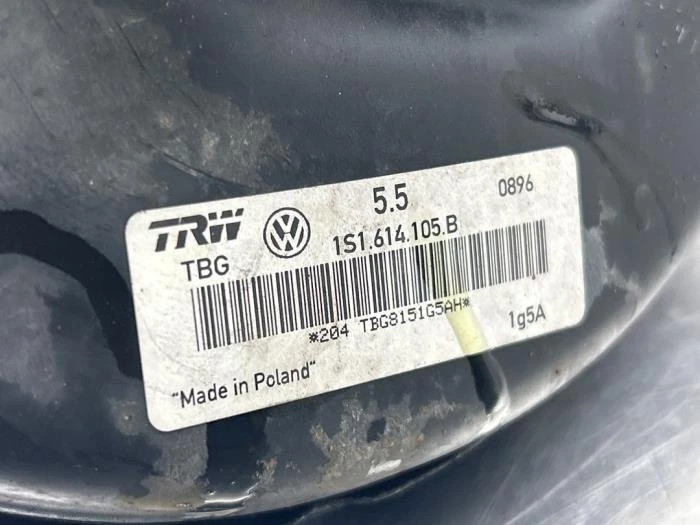 TRW 5.5 0896
TBG 1S1.614.105.B
*204 TBG8151G5AH*
1g5A
"Made in Poland"